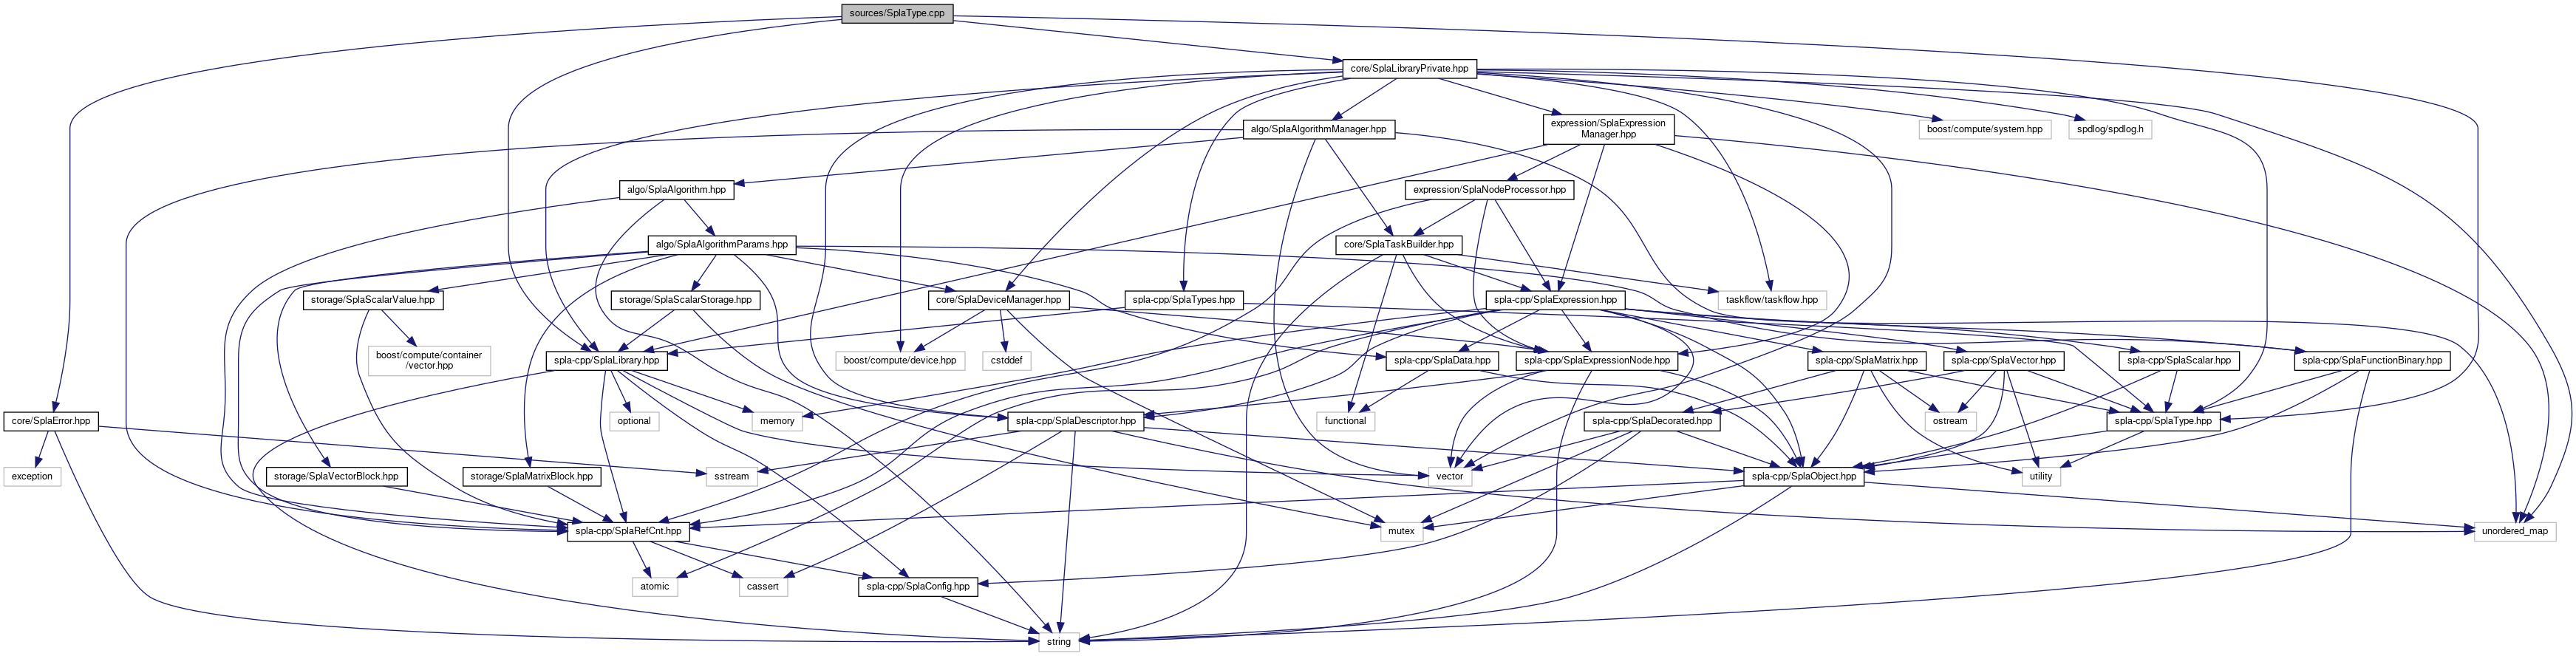 sources/SplaType.cpp
core/SplaLibraryPrivate.hpp
algo/SplaAlgorithmManager.hpp
expression/SplaExpression
Manager.hpp
boost/compute/system.hpp
spdlog/spdlog.h
algo/SplaAlgorithm.hpp
expression/SplaNodeProcessor.hpp
algo/SplaAlgorithmParams.hpp
core/SplaTaskBuilder.hpp
storage/SplaScalarValue.hpp
storage/SplaScalarStorage.hpp
core/SplaDeviceManager.hpp
spla-cpp/SplaTypes.hpp
spla-cpp/SplaExpression.hpp
taskflow/taskflow.hpp
boost/compute/container
/vector.hpp
spla-cpp/SplaLibrary.hpp
boost/compute/device.hpp
cstddef
spla-cpp/SplaData.hpp
spla-cpp/SplaExpressionNode.hpp
spla-cpp/SplaMatrix.hpp
spla-cpp/SplaVector.hpp
spla-cpp/SplaScalar.hpp
spla-cpp/SplaFunctionBinary.hpp
core/SplaError.hpp
optional
memory
spla-cpp/SplaDescriptor.hpp
functional
spla-cpp/SplaDecorated.hpp
ostream
spla-cpp/SplaType.hpp
exception
storage/SplaVectorBlock.hpp
storage/SplaMatrixBlock.hpp
sstream
vector
spla-cpp/SplaObject.hpp
utility
spla-cpp/SplaRefCnt.hpp
mutex
unordered_map
atomic
cassert
spla-cpp/SplaConfig.hpp
string